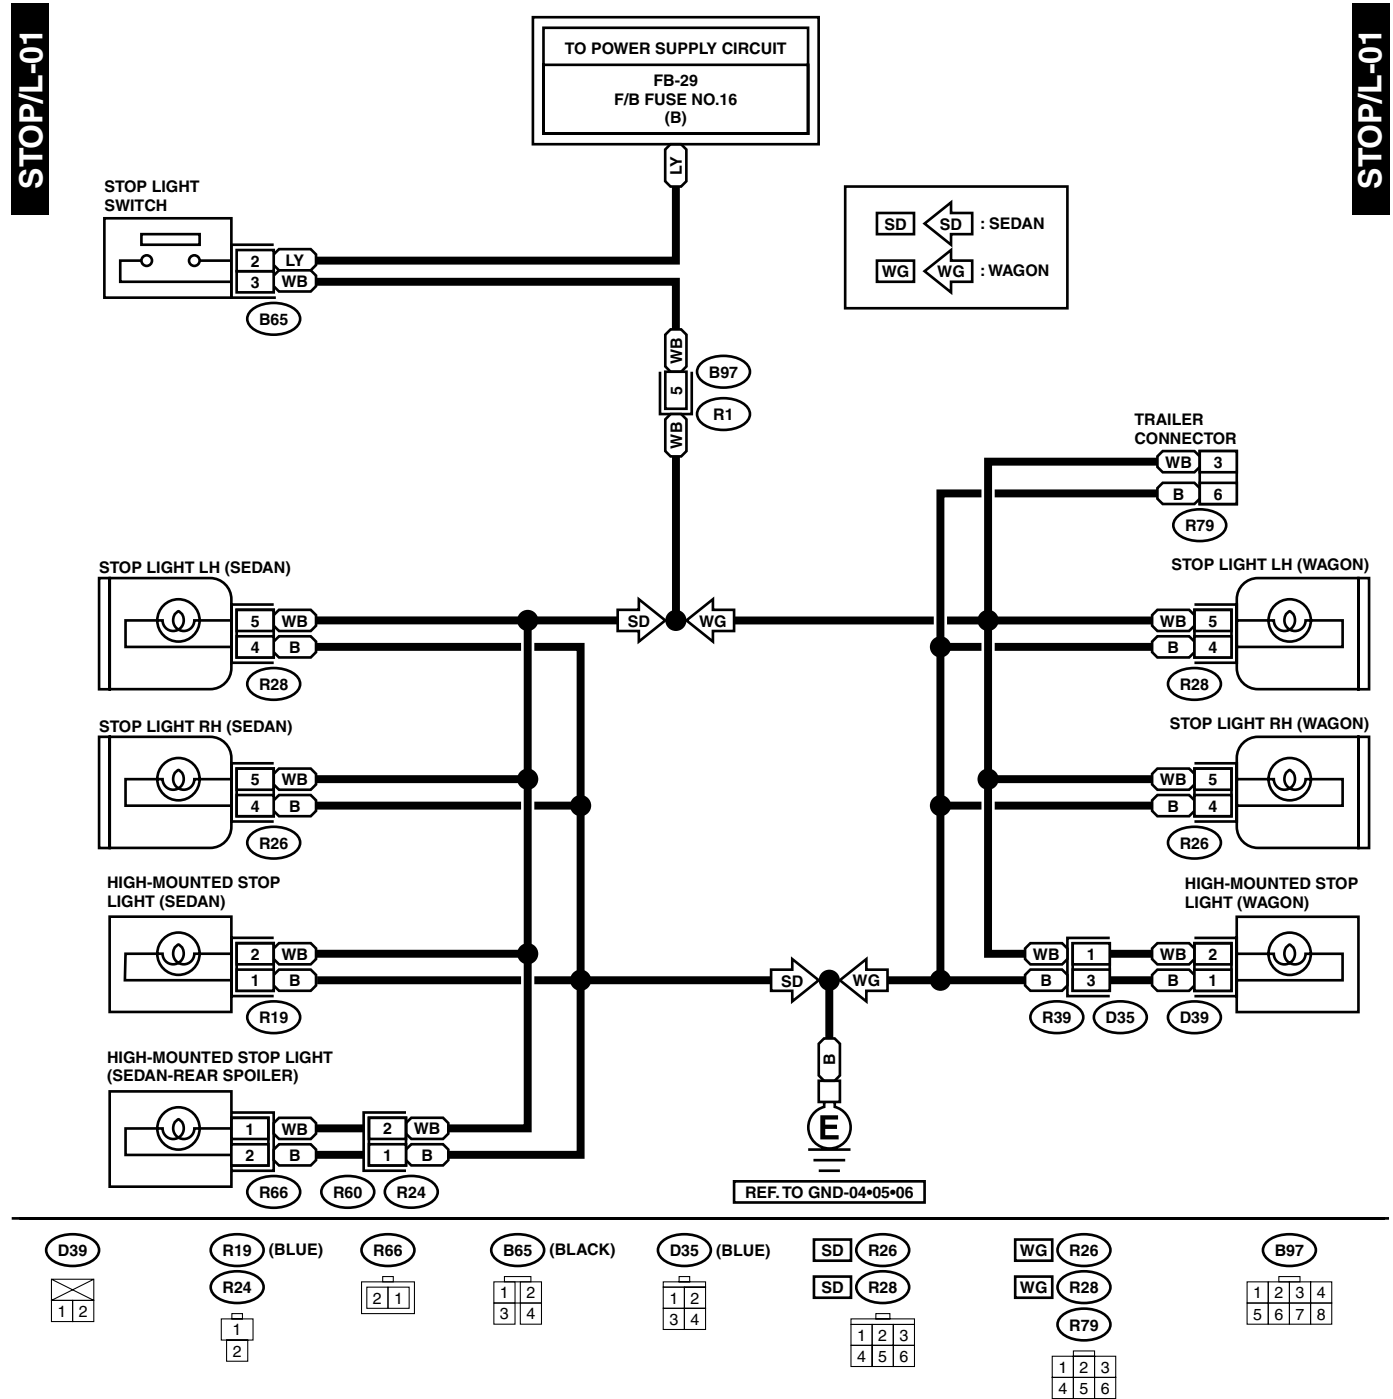 STOP/L-01
STOP/L-01
TO POWER SUPPLY CIRCUIT
FB-29
F/B FUSE NO.16
(B)
LY
STOP LIGHT
SWITCH
2 LY
3 WB
B65
SD SD : SEDAN
WG WG : WAGON
WB
B97
5
R1
WB
TRAILER
CONNECTOR
WB 3
B 6
R79
STOP LIGHT LH (SEDAN)
5 WB
4 B
R28
SD WG
STOP LIGHT LH (WAGON)
WB 5
B 4
R28
STOP LIGHT RH (SEDAN)
5 WB
4 B
R26
STOP LIGHT RH (WAGON)
WB 5
B 4
R26
HIGH-MOUNTED STOP
LIGHT (SEDAN)
2 WB
1 B
R19
SD WG
HIGH-MOUNTED STOP
LIGHT (WAGON)
WB 1 WB 2
B 3 B 1
R39 D35 D39
HIGH-MOUNTED STOP LIGHT
(SEDAN-REAR SPOILER)
1 WB 2 WB
2 B 1 B
R66 R60 R24
B
E
REF. TO GND-04•05•06
D39
1 2
R19 (BLUE)
R24
1
2
R66
2 1
B65 (BLACK)
1 2
3 4
D35 (BLUE)
1 2
3 4
SD R26
SD R28
1 2 3
4 5 6
WG R26
WG R28
R79
1 2 3
4 5 6
B97
1 2 3 4
5 6 7 8